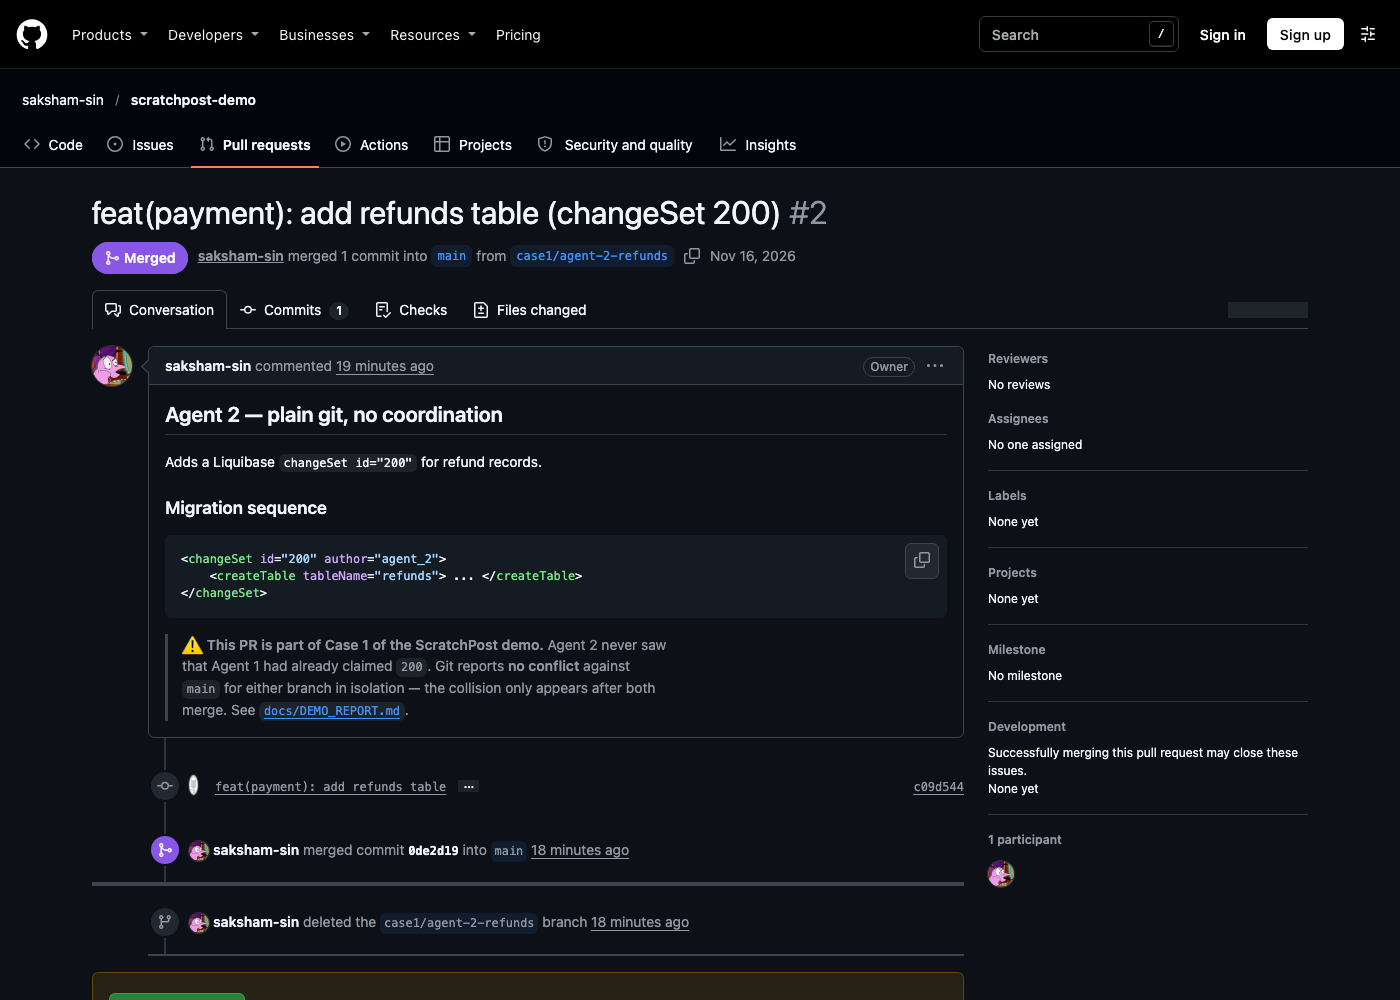 Products
Developers
Businesses
Resources
Pricing
Search
/
Sign in
Sign up
saksham-sin / scratchpost-demo
Code
Issues
Pull requests
Actions
Projects
Security and quality
Insights
feat(payment): add refunds table (changeSet 200) #2
Merged
saksham-sin merged 1 commit into main from case1/agent-2-refunds
Nov 16, 2026
Conversation
Commits 1
Checks
Files changed
saksham-sin commented 19 minutes ago
Owner
Agent 2 — plain git, no coordination
Adds a Liquibase changeSet id="200" for refund records.
Migration sequence
<changeSet id="200" author="agent_2">
<createTable tableName="refunds"> ... </createTable>
</changeSet>
⚠️ This PR is part of Case 1 of the ScratchPost demo. Agent 2 never saw
that Agent 1 had already claimed 200. Git reports no conflict against
main for either branch in isolation — the collision only appears after both
merge. See docs/DEMO_REPORT.md.
feat(payment): add refunds table
c09d544
saksham-sin merged commit 0de2d19 into main 18 minutes ago
saksham-sin deleted the case1/agent-2-refunds branch 18 minutes ago
Reviewers
No reviews
Assignees
No one assigned
Labels
None yet
Projects
None yet
Milestone
No milestone
Development
Successfully merging this pull request may close these
issues.
None yet
1 participant